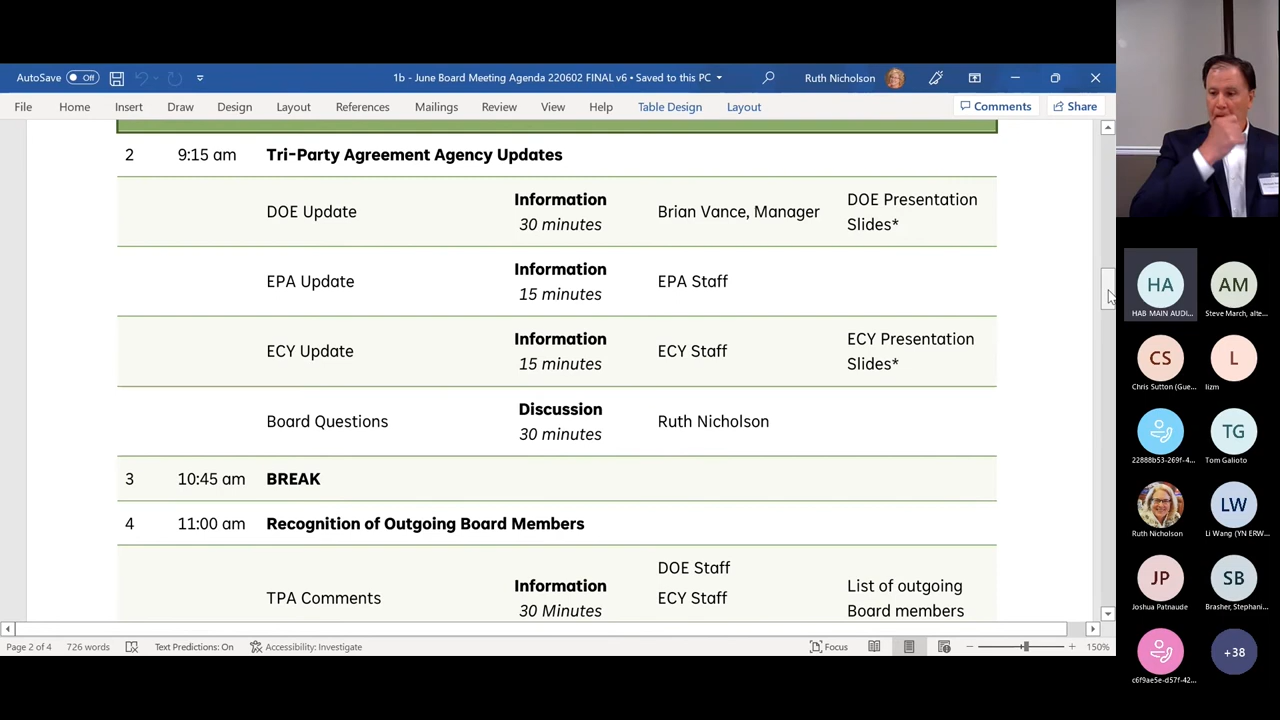 AutoSave Off
1b - June Board Meeting Agenda 220602 FINAL v6 • Saved to this PC
Ruth Nicholson
File Home Insert Draw Design Layout References Mailings Review View Help Table Design Layout
Comments Share
2 9:15 am Tri-Party Agreement Agency Updates
DOE Update Information 30 minutes Brian Vance, Manager DOE Presentation Slides*
EPA Update Information 15 minutes EPA Staff
ECY Update Information 15 minutes ECY Staff ECY Presentation Slides*
Board Questions Discussion 30 minutes Ruth Nicholson
3 10:45 am BREAK
4 11:00 am Recognition of Outgoing Board Members
TPA Comments Information 30 Minutes DOE Staff ECY Staff List of outgoing Board members
Page 2 of 4 726 words Text Predictions: On Accessibility: Investigate Focus 150%
HA AM
HAB MAIN AUDI... Steve March, alte...
CS L
Chris Sutton (Gue... lizm
TG
22888b53-269f-4... Tom Galioto
LW
Ruth Nicholson Li Wang (YN ERW...
JP SB
Joshua Patnaude Brasher, Stephani...
+38
c6f9ae5e-d57f-42...